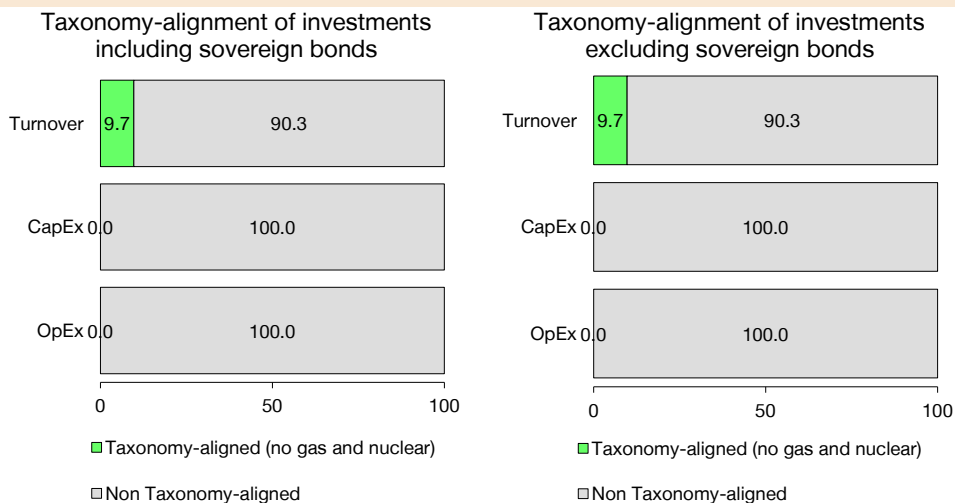 Taxonomy-alignment of investments
including sovereign bonds
Turnover 9.7 90.3
CapEx 0.0 100.0
OpEx 0.0 100.0
0 50 100
Taxonomy-aligned (no gas and nuclear)
Non Taxonomy-aligned
Taxonomy-alignment of investments
excluding sovereign bonds
Turnover 9.7 90.3
CapEx 0.0 100.0
OpEx 0.0 100.0
0 50 100
Taxonomy-aligned (no gas and nuclear)
Non Taxonomy-aligned